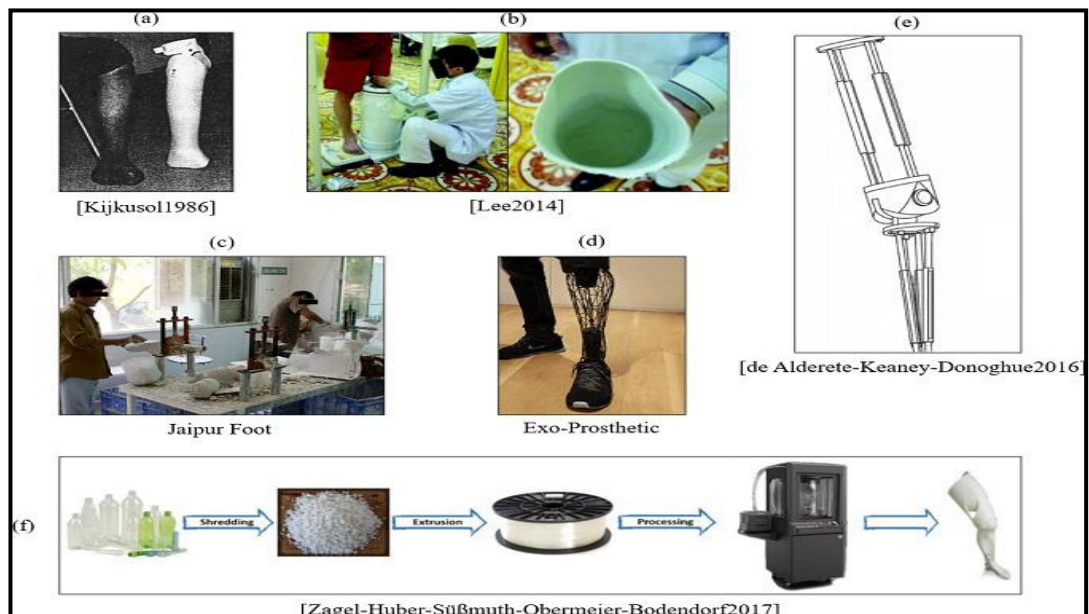 (a)
(b)
(e)
[Kijkusol1986]
[Lee2014]
(c)
(d)
[de Alderete-Keaney-Donoghue2016]
Jaipur Foot
Exo-Prosthetic
(f)
Shredding
Extrusion
Processing
[Zagel-Huber-Süßmuth-Obermeier-Bodendorf2017]